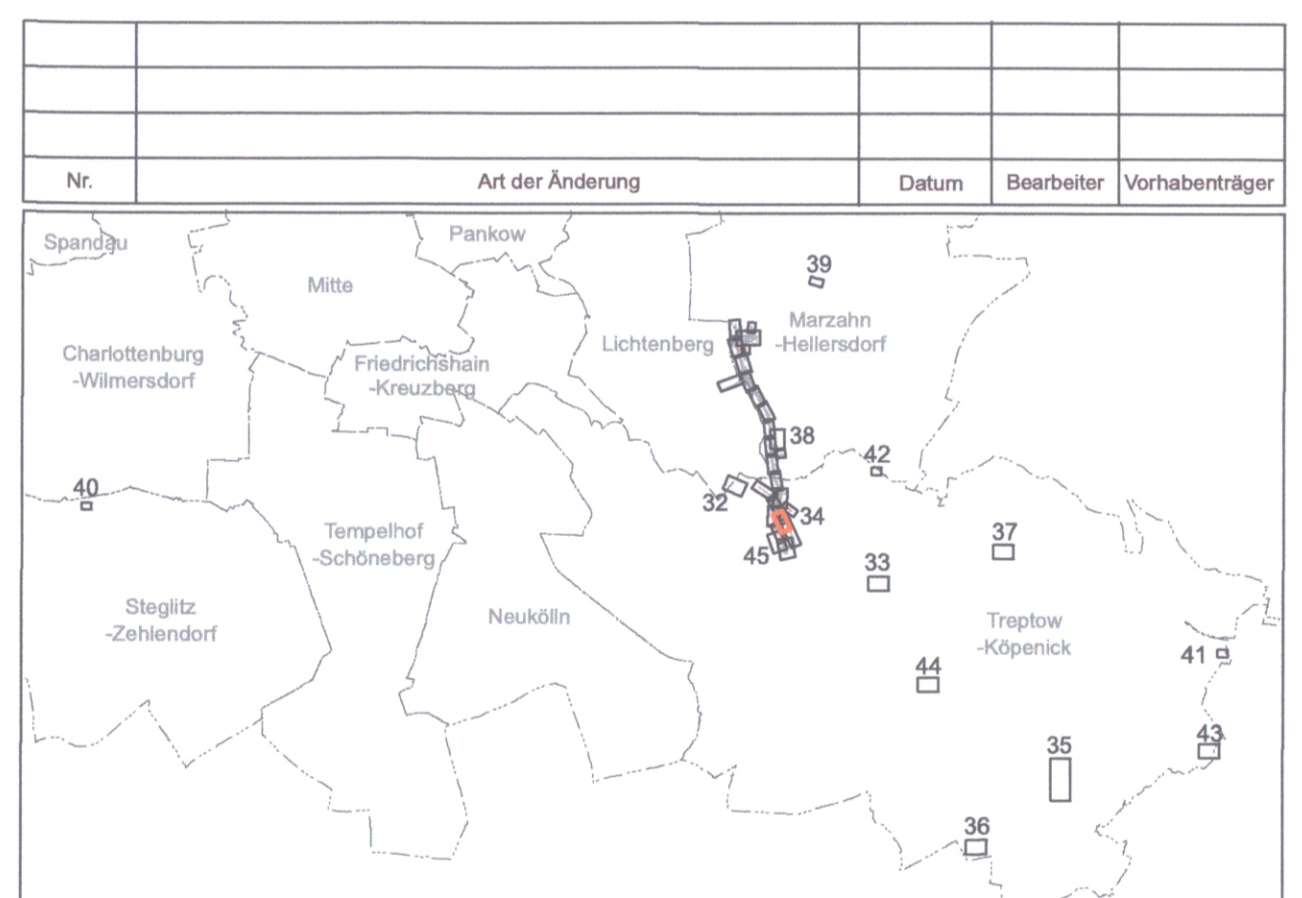 Nr. Art der Änderung Datum Bearbeiter Vorhabenträger
Spandau
Pankow
Mitte
39
Marzahn
-Hellersdorf
Lichtenberg
Charlottenburg
-Wilmersdorf
Friedrichshain
-Kreuzberg
38
42
40
32
34
Tempelhof
-Schöneberg
45
33
37
Steglitz
-Zehlendorf
Neukölln
Treptow
-Köpenick
41
44
43
35
36